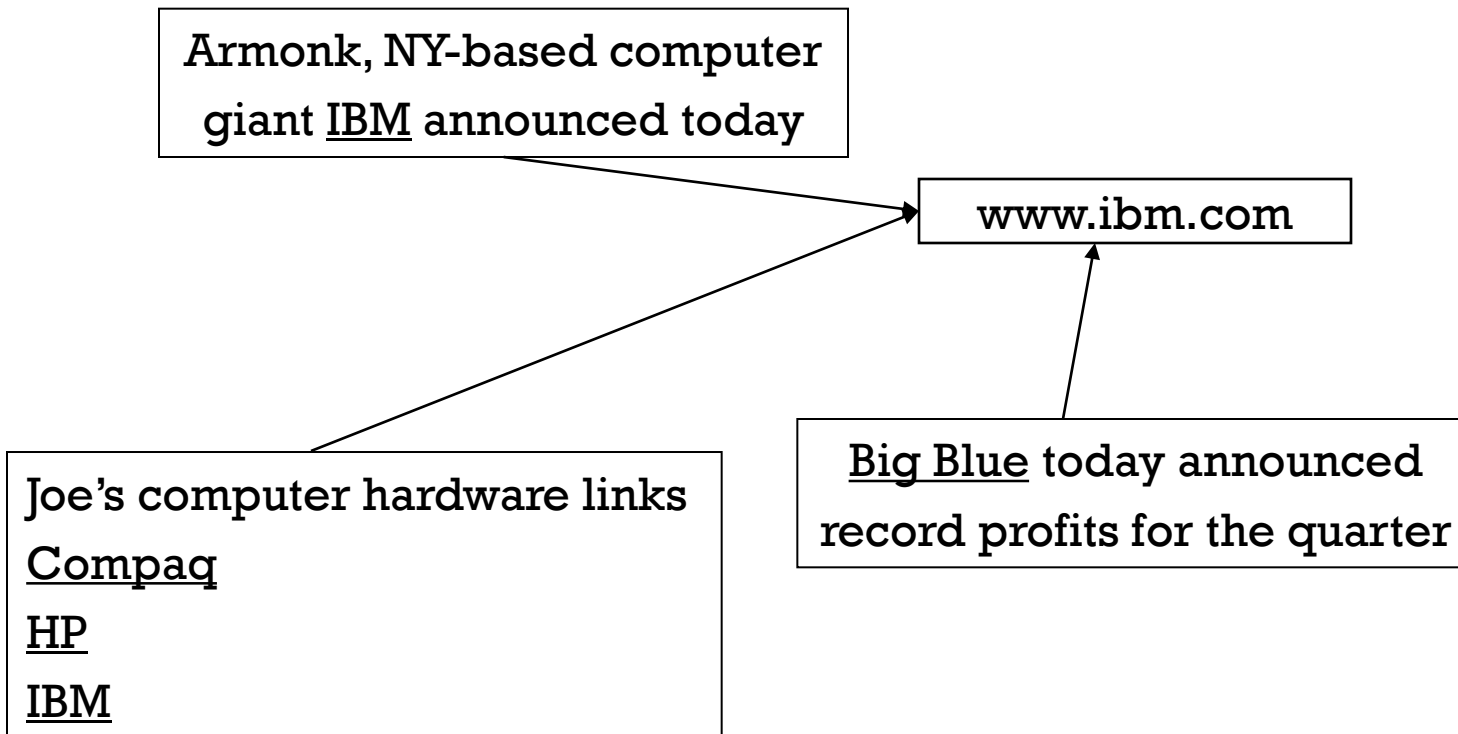 Armonk, NY-based computer
giant IBM announced today
www.ibm.com
Joe’s computer hardware links
Compaq
HP
IBM
Big Blue today announced
record profits for the quarter